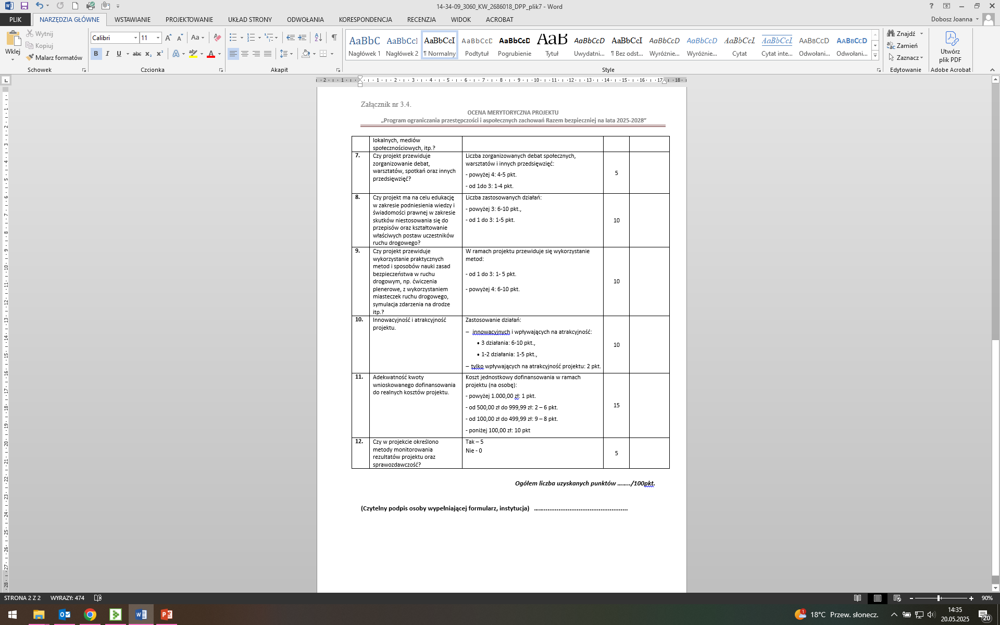 14-34-09_3060_KW_2686018_DPP_plik7 - Word
PLIK NARZĘDZIA GŁÓWNE WSTAWIANIE PROJEKTOWANIE UKŁAD STRONY ODWOŁANIA KORESPONDENCJA RECENZJA WIDOK ACROBAT Dobosz Joanna
Wklej
Wytnij
Kopiuj
Malarz formatów
Schowek
Calibri 11
Czcionka
Akapit
AaBbC AaBbCcI AaBbCcI AaBbCcD AaBbCcD AaB AaBbCcD AaBbCcI AaBbCcD AaBbCcD AaBbCcL AaBbCcL AaBbCcD AaBbCcD
Nagłówek 1 Nagłówek 2 ¶ Normalny Podtytuł Pogrubienie Tytuł Uwydatni... ¶ Bez odst... Wyróżnie... Wyróżnie... Cytat Cytat inte... Odwołani... Odwołani...
Style
Znajdź
Zamień
Zaznacz
Edytowanie
Utwórz
plik PDF
Adobe Acrobat
Załącznik nr 3.4.
OCENA MERYTORYCZNA PROJEKTU
„Program ograniczania przestępczości i aspołecznych zachowań Razem bezpieczniej na lata 2025-2028”
lokalnych, mediów
społecznościowych, itp.?
7.
Czy projekt przewiduje
zorganizowanie debat,
warsztatów, spotkań oraz innych
przedsięwzięć?
Liczba zorganizowanych debat społecznych,
warsztatów i innych przedsięwzięć:
- powyżej 4: 4-5 pkt.
- od 1do 3: 1-4 pkt.
5
8.
Czy projekt ma na celu edukację
w zakresie podniesienia wiedzy i
świadomości prawnej w zakresie
skutków niestosowania się do
przepisów oraz kształtowanie
właściwych postaw uczestników
ruchu drogowego?
Liczba zastosowanych działań:
- powyżej 3: 6-10 pkt.,
- od 1 do 3: 1-5 pkt.
10
9.
Czy projekt przewiduje
wykorzystanie praktycznych
metod i sposobów nauki zasad
bezpieczeństwa w ruchu
drogowym, np. ćwiczenia
plenerowe, z wykorzystaniem
miasteczek ruchu drogowego,
symulacja zdarzenia na drodze
itp.?
W ramach projektu przewiduje się wykorzystanie
metod:
- od 1 do 3: 1- 5 pkt.
- powyżej 4: 6-10 pkt.
10
10.
Innowacyjność i atrakcyjność
projektu.
Zastosowanie działań:
– innowacyjnych i wpływających na atrakcyjność:
• 3 działania: 6-10 pkt.,
• 1-2 działania: 1-5 pkt.,
– tylko wpływających na atrakcyjność projektu: 2 pkt.
10
11.
Adekwatność kwoty
wnioskowanego dofinansowania
do realnych kosztów projektu.
Koszt jednostkowy dofinansowania w ramach
projektu (na osobę):
- powyżej 1.000,00 zł: 1 pkt.
- od 500,00 zł do 999,99 zł: 2 – 6 pkt.
- od 100,00 zł do 499,99 zł: 9 – 8 pkt.
- poniżej 100,00 zł: 10 pkt
15
12.
Czy w projekcie określono
metody monitorowania
rezultatów projektu oraz
sprawozdawczość?
Tak – 5
Nie - 0
5
Ogółem liczba uzyskanych punktów ......../100pkt.
(Czytelny podpis osoby wypełniającej formularz, instytucja) ....................................................
STRONA 2 Z 2 WYRAZY: 474 90%
18°C Przew. słonecz.
14:35
20.05.2025
20